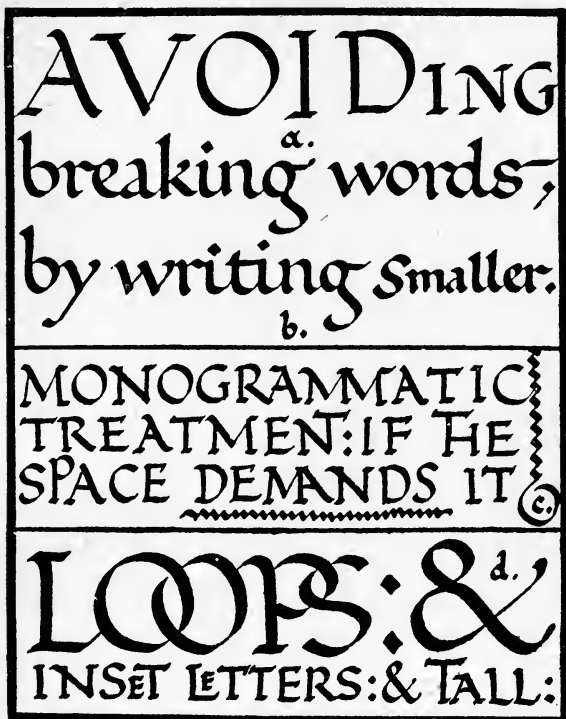 AVOIDING
a.
breaking words,
by writing smaller.
b.
MONOGRAMMATIC
TREATMENT: IF THE
SPACE DEMANDS IT
c.
LOOPS: & d.
INSET LETTERS: & TALL: